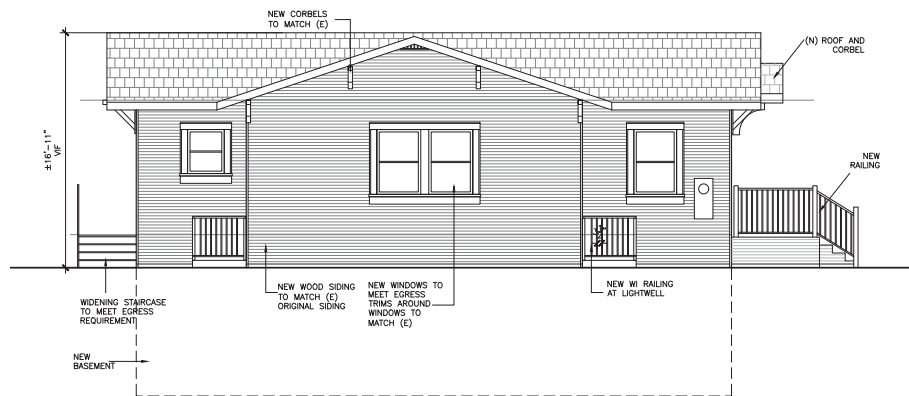 NEW CORBELS
TO MATCH (E)
(N) ROOF AND
CORBEL
±16'-11"
VIF
NEW
RAILING
WIDENING STAIRCASE
TO MEET EGRESS
REQUIREMENT
NEW WOOD SIDING
TO MATCH (E)
ORIGINAL SIDING
NEW WINDOWS TO
MEET EGRESS
TRIMS AROUND
WINDOWS TO
MATCH (E)
NEW WI RAILING
AT LIGHTWELL
NEW
BASEMENT